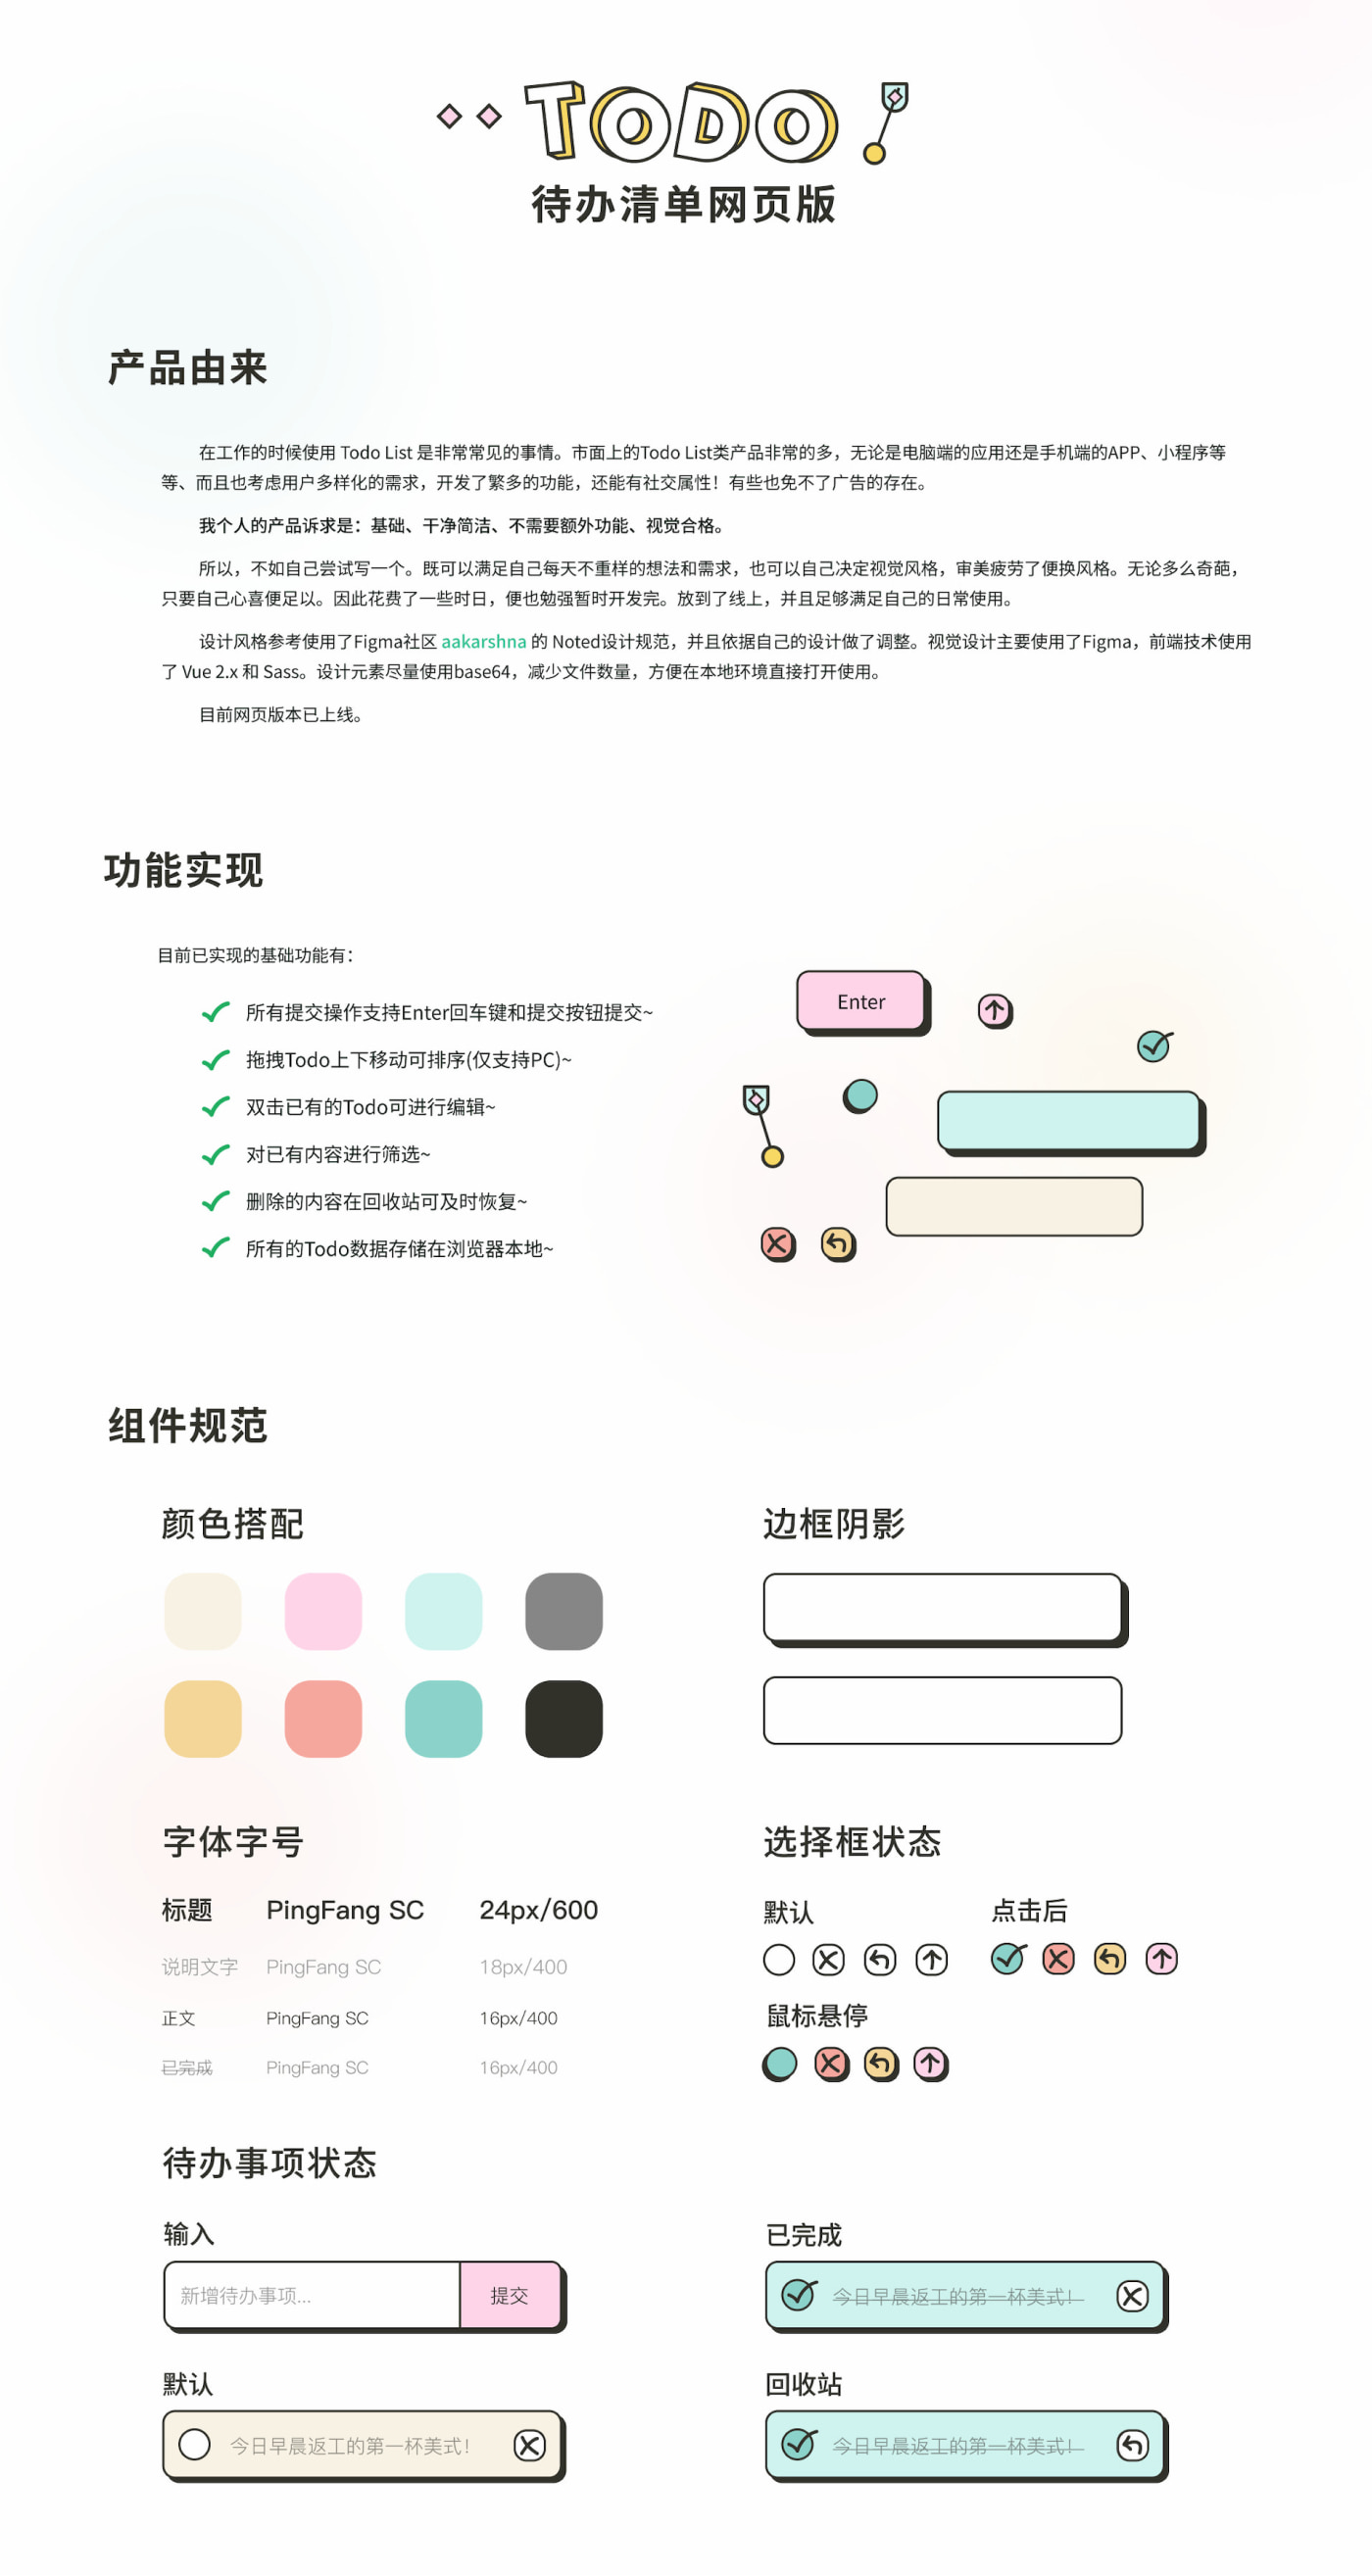 TODO
待办清单网页版
产品由来
在工作的时候使用 Todo List 是非常常见的事情。市面上的Todo List类产品非常的多，无论是电脑端的应用还是手机端的APP、小程序等
等、而且也考虑用户多样化的需求，开发了繁多的功能，还能有社交属性！有些也免不了广告的存在。
我个人的产品诉求是：基础、干净简洁、不需要额外功能、视觉合格。
所以，不如自己尝试写一个。既可以满足自己每天不重样的想法和需求，也可以自己决定视觉风格，审美疲劳了便换风格。无论多么奇葩，
只要自己心喜便足以。因此花费了一些时日，便也勉强暂时开发完。放到了线上，并且足够满足自己的日常使用。
设计风格参考使用了Figma社区 aakarshna 的 Noted设计规范，并且依据自己的设计做了调整。视觉设计主要使用了Figma，前端技术使用
了 Vue 2.x 和 Sass。设计元素尽量使用base64，减少文件数量，方便在本地环境直接打开使用。
目前网页版本已上线。
功能实现
目前已实现的基础功能有：
所有提交操作支持Enter回车键和提交按钮提交~
拖拽Todo上下移动可排序(仅支持PC)~
双击已有的Todo可进行编辑~
对已有内容进行筛选~
删除的内容在回收站可及时恢复~
所有的Todo数据存储在浏览器本地~
Enter
组件规范
颜色搭配
边框阴影
字体字号
标题 PingFang SC 24px/600
说明文字 PingFang SC 18px/400
正文 PingFang SC 16px/400
已完成 PingFang SC 16px/400
选择框状态
默认
点击后
鼠标悬停
待办事项状态
输入
新增待办事项... 提交
已完成
今日早晨返工的第一杯美式！
默认
今日早晨返工的第一杯美式！
回收站
今日早晨返工的第一杯美式！